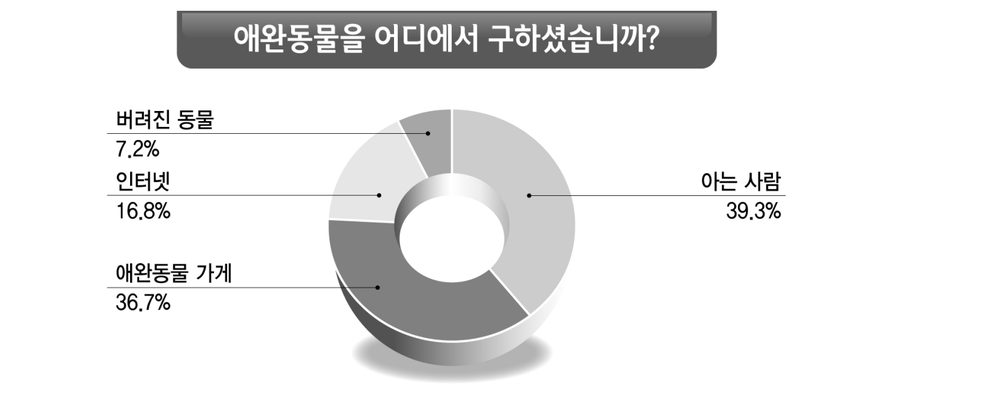 애완동물을 어디에서 구하셨습니까?
버려진 동물
7.2%
인터넷
16.8%
아는 사람
39.3%
애완동물 가게
36.7%